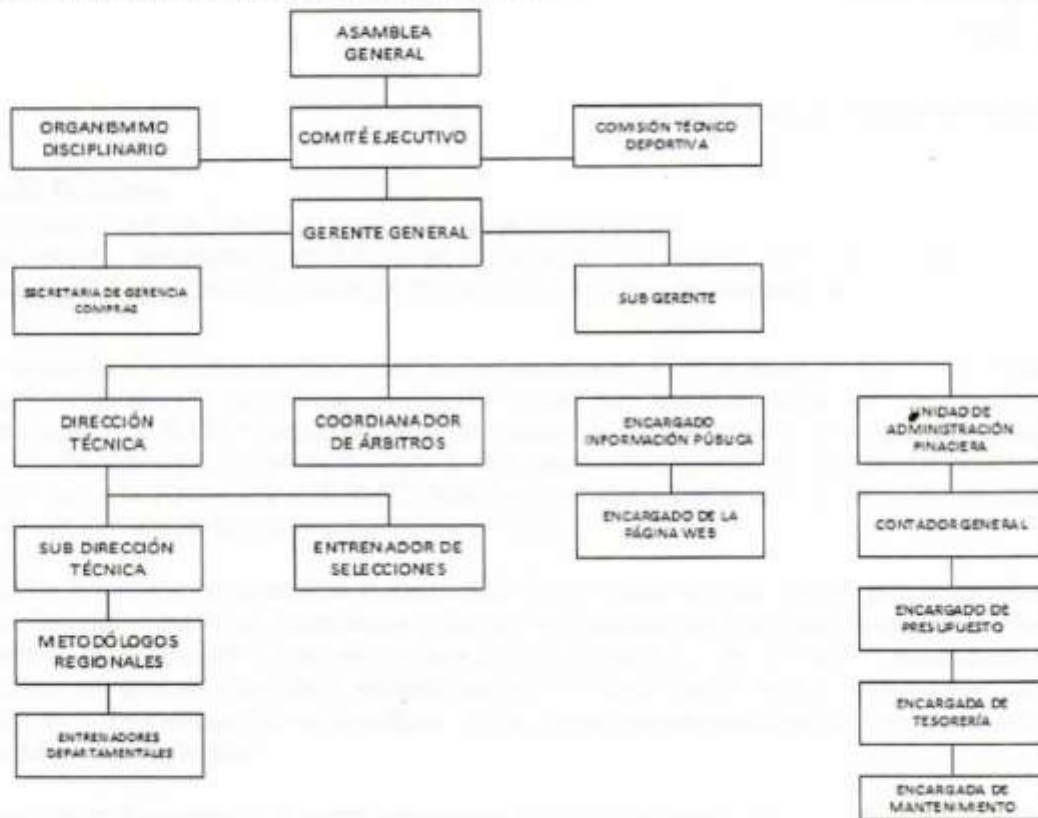 ASAMBLEA
GENERAL
ORGANISMMO
DISCIPLINARIO
COMITÉ EJECUTIVO
COMISIÓN TÉCNICO
DEPORTIVA
GERENTE GENERAL
SECRETARIA DE GERENCIA
COMPRAS
SUB GERENTE
DIRECCIÓN
TÉCNICA
COORDIANADOR
DE ÁRBITROS
ENCARGADO
INFORMACIÓN PÚBLICA
UNIDAD DE
ADMINISTRACIÓN
FINACIERA
SUB DIRECCIÓN
TÉCNICA
ENTRENADOR DE
SELECCIONES
ENCARGADO DE LA
PÁGINA WEB
CONTADOR GENERAL
METODÓLOGOS
REGIONALES
ENCARGADO DE
PRESUPUESTO
ENTRENADORES
DEPARTAMENTALES
ENCARGADA DE
TESORERÍA
ENCARGADA DE
MANTENIMIENTO